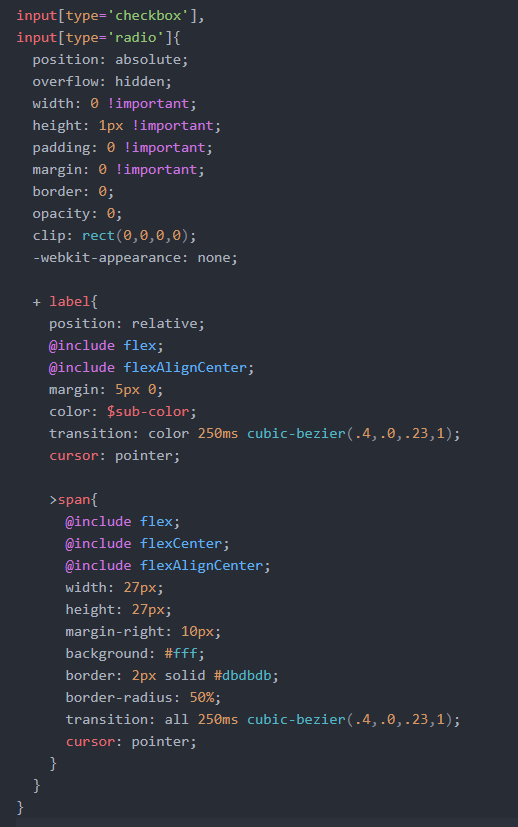 input[type='checkbox'],
input[type='radio']{
  position: absolute;
  overflow: hidden;
  width: 0 !important;
  height: 1px !important;
  padding: 0 !important;
  margin: 0 !important;
  border: 0;
  opacity: 0;
  clip: rect(0,0,0,0);
  -webkit-appearance: none;

  + label{
    position: relative;
    @include flex;
    @include flexAlignCenter;
    margin: 5px 0;
    color: $sub-color;
    transition: color 250ms cubic-bezier(.4,.0,.23,1);
    cursor: pointer;

    >span{
      @include flex;
      @include flexCenter;
      @include flexAlignCenter;
      width: 27px;
      height: 27px;
      margin-right: 10px;
      background: #fff;
      border: 2px solid #dbdbdb;
      border-radius: 50%;
      transition: all 250ms cubic-bezier(.4,.0,.23,1);
      cursor: pointer;
    }
  }
}